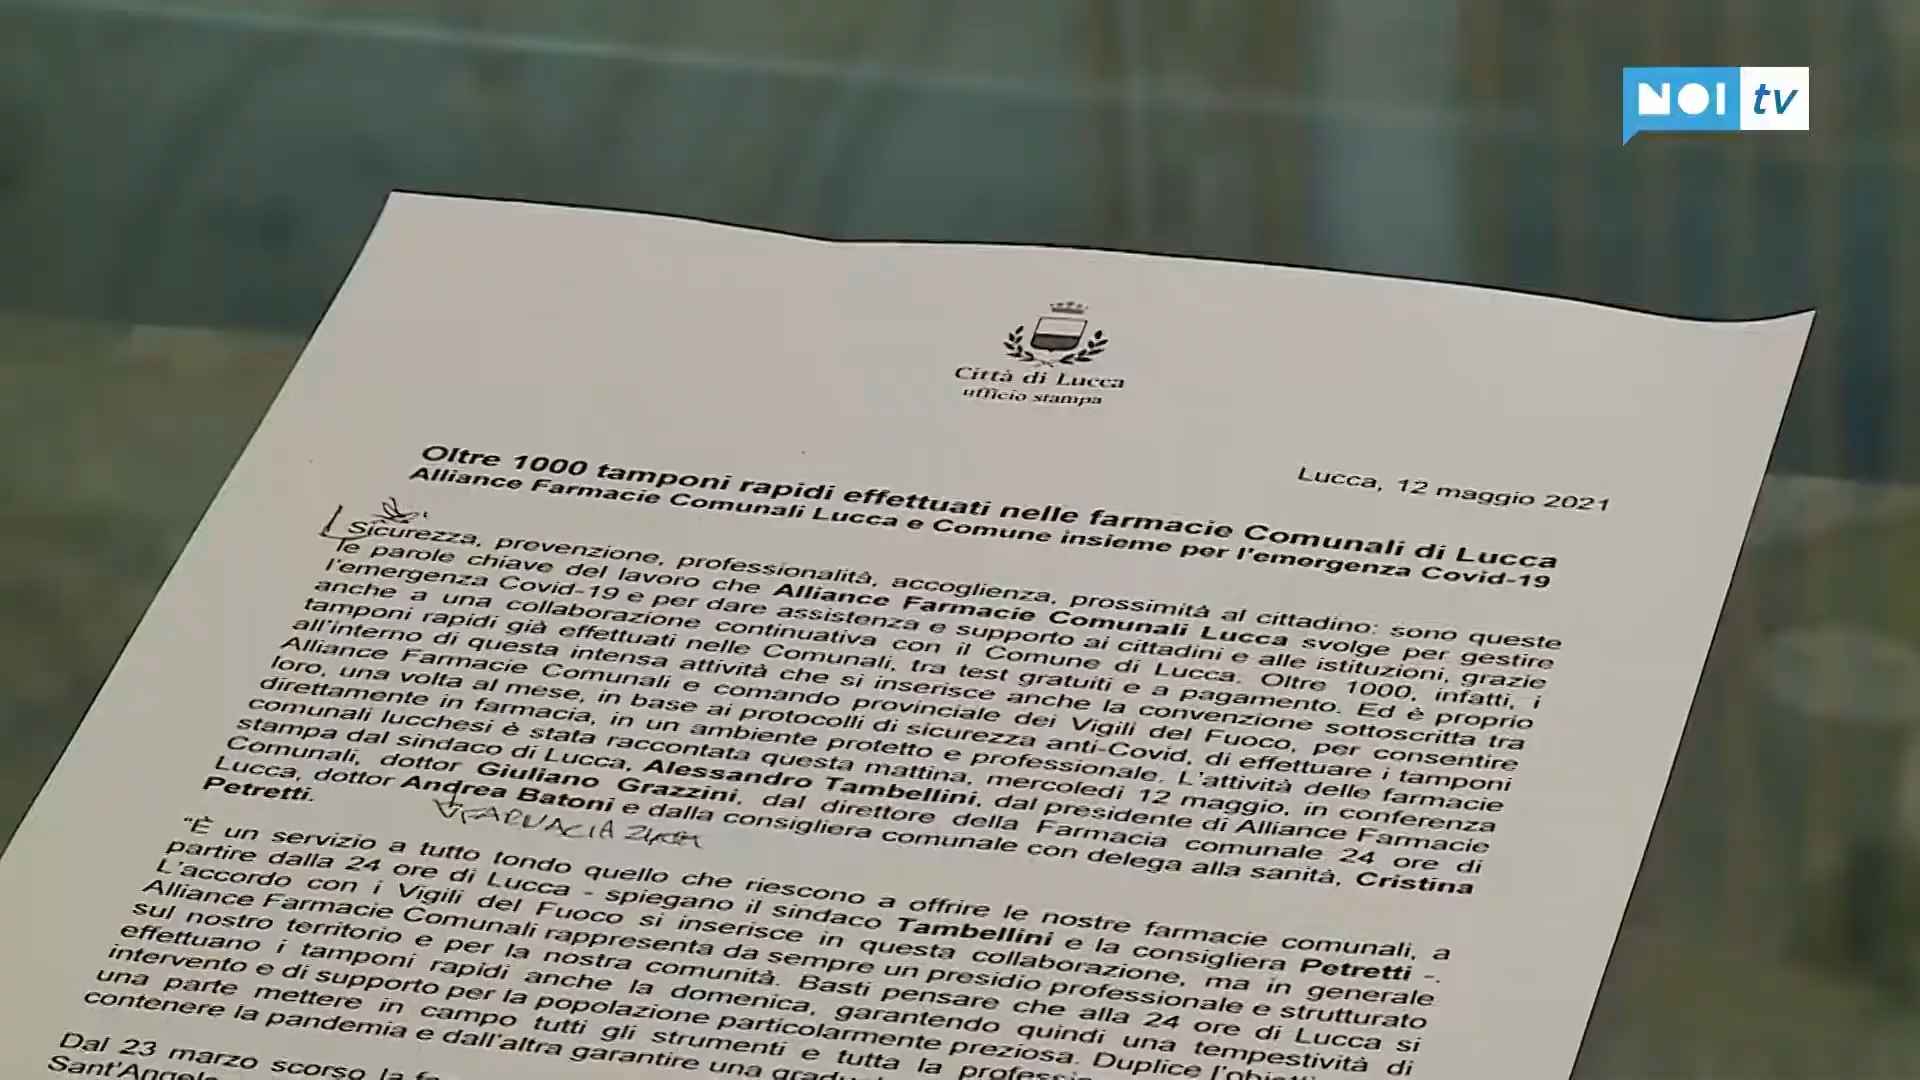 NOI tv
Città di Lucca
ufficio stampa
Lucca, 12 maggio 2021
Oltre 1000 tamponi rapidi effettuati nelle farmacie Comunali di Lucca
Alliance Farmacie Comunali Lucca e Comune insieme per l'emergenza Covid-19
Sicurezza, prevenzione, professionalità, accoglienza, prossimità al cittadino: sono queste
le parole chiave del lavoro che Alliance Farmacie Comunali Lucca svolge per gestire
l'emergenza Covid-19 e per dare assistenza e supporto ai cittadini e alle istituzioni, grazie
anche a una collaborazione continuativa con il Comune di Lucca. Oltre 1000, infatti, i
tamponi rapidi già effettuati nelle Comunali, tra test gratuiti e a pagamento. Ed è proprio
all'interno di questa intensa attività che si inserisce anche la convenzione sottoscritta tra
Alliance Farmacie Comunali e comando provinciale dei Vigili del Fuoco, per consentire
loro, una volta al mese, in base ai protocolli di sicurezza anti-Covid, di effettuare i tamponi
direttamente in farmacia, in un ambiente protetto e professionale. L'attività delle farmacie
comunali lucchesi è stata raccontata questa mattina, mercoledì 12 maggio, in conferenza
stampa dal sindaco di Lucca, Alessandro Tambellini, dal presidente di Alliance Farmacie
Comunali, dottor Giuliano Grazzini, dal direttore della Farmacia comunale 24 ore di
Lucca, dottor Andrea Batoni e dalla consigliera comunale con delega alla sanità, Cristina
Petretti.
FARMACIA
"È un servizio a tutto tondo quello che riescono a offrire le nostre farmacie comunali, a
partire dalla 24 ore di Lucca - spiegano il sindaco Tambellini e la consigliera Petretti -.
L'accordo con i Vigili del Fuoco si inserisce in questa collaborazione, ma in generale
Alliance Farmacie Comunali rappresenta da sempre un presidio professionale e strutturato
sul nostro territorio e per la nostra comunità. Basti pensare che alla 24 ore di Lucca si
effettuano i tamponi rapidi anche la domenica, garantendo quindi una tempestività di
intervento e di supporto per la popolazione particolarmente preziosa. Duplice
una parte mettere in campo tutti gli strumenti e tutta la
contenere la pandemia e dall'altra garantire una
Dal 23 marzo scorso la
Sant'Angelo